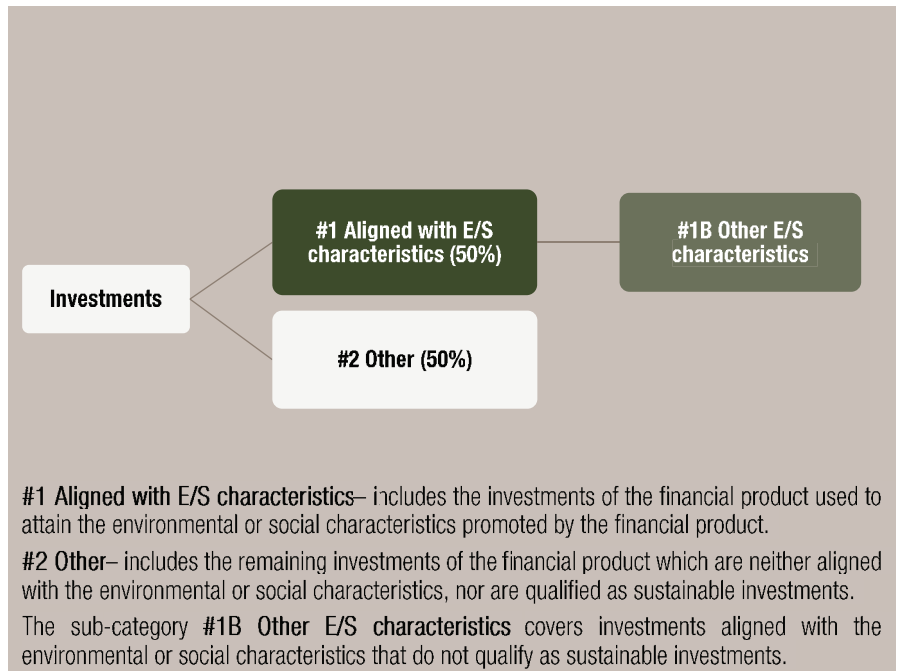 #1 Aligned with E/S
characteristics (50%)
#1B Other E/S
characteristics
Investments
#2 Other (50%)
#1 Aligned with E/S characteristics– includes the investments of the financial product used to
attain the environmental or social characteristics promoted by the financial product.
#2 Other– includes the remaining investments of the financial product which are neither aligned
with the environmental or social characteristics, nor are qualified as sustainable investments.
The sub-category #1B Other E/S characteristics covers investments aligned with the
environmental or social characteristics that do not qualify as sustainable investments.